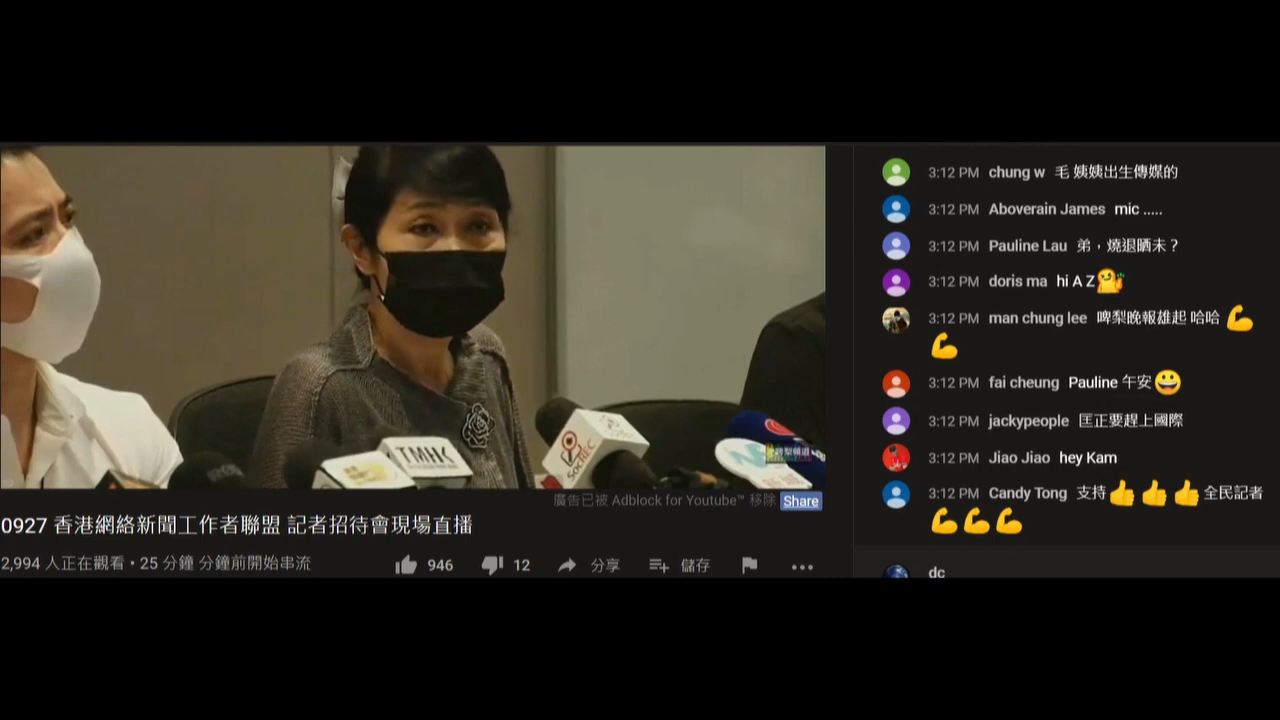 3:12 PM chung w 毛 姨姨出生傳媒的
3:12 PM Aboverain James mic .....
3:12 PM Pauline Lau 弟，燒退晒未？
3:12 PM doris ma hi A Z
3:12 PM man chung lee 啤梨晚報雄起 哈哈 💪
💪
3:12 PM fai cheung Pauline 午安😀
3:12 PM jackypeople 匡正要趕上國際
3:12 PM Jiao Jiao hey Kam
3:12 PM Candy Tong 支持👍👍👍全民記者
💪💪💪
dc
SocREC
TMHK
廣告已被 Adblock for Youtube™ 移除 Share
0927 香港網絡新聞工作者聯盟 記者招待會現場直播
2,994 人正在觀看 • 25 分鐘 分鐘前開始串流
946 12 分享 儲存